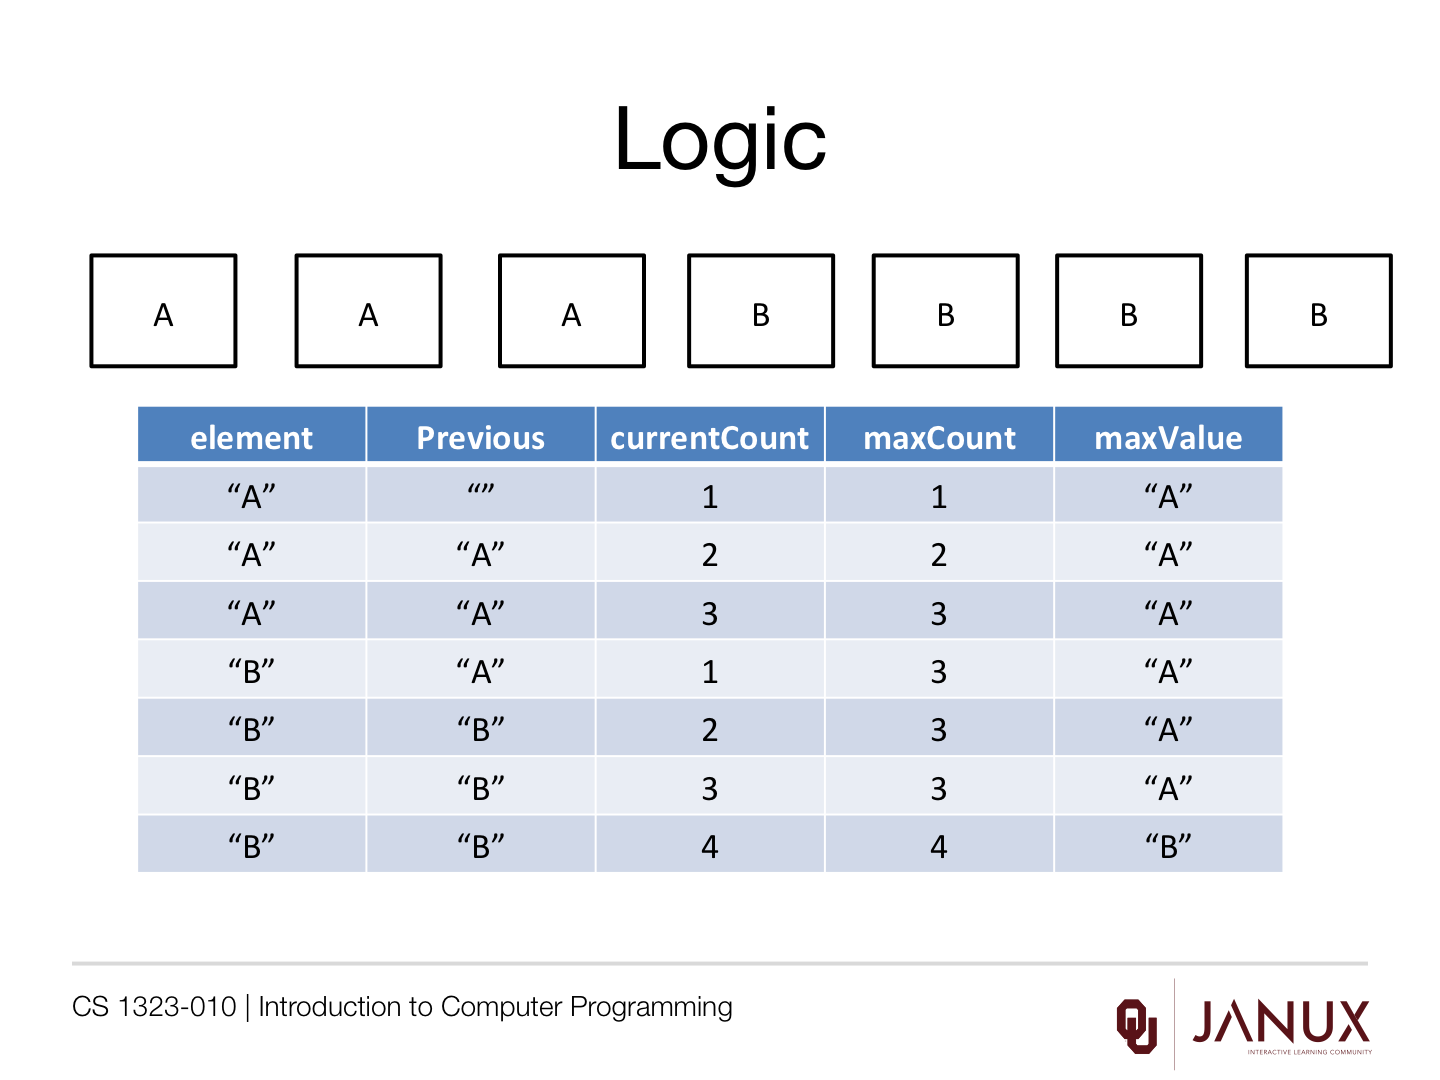 Logic
A A A B B B B
element Previous currentCount maxCount maxValue
“A” “” 1 1 “A”
“A” “A” 2 2 “A”
“A” “A” 3 3 “A”
“B” “A” 1 3 “A”
“B” “B” 2 3 “A”
“B” “B” 3 3 “A”
“B” “B” 4 4 “B”
CS 1323-010 | Introduction to Computer Programming
OU JANUX
INTERACTIVE LEARNING COMMUNITY